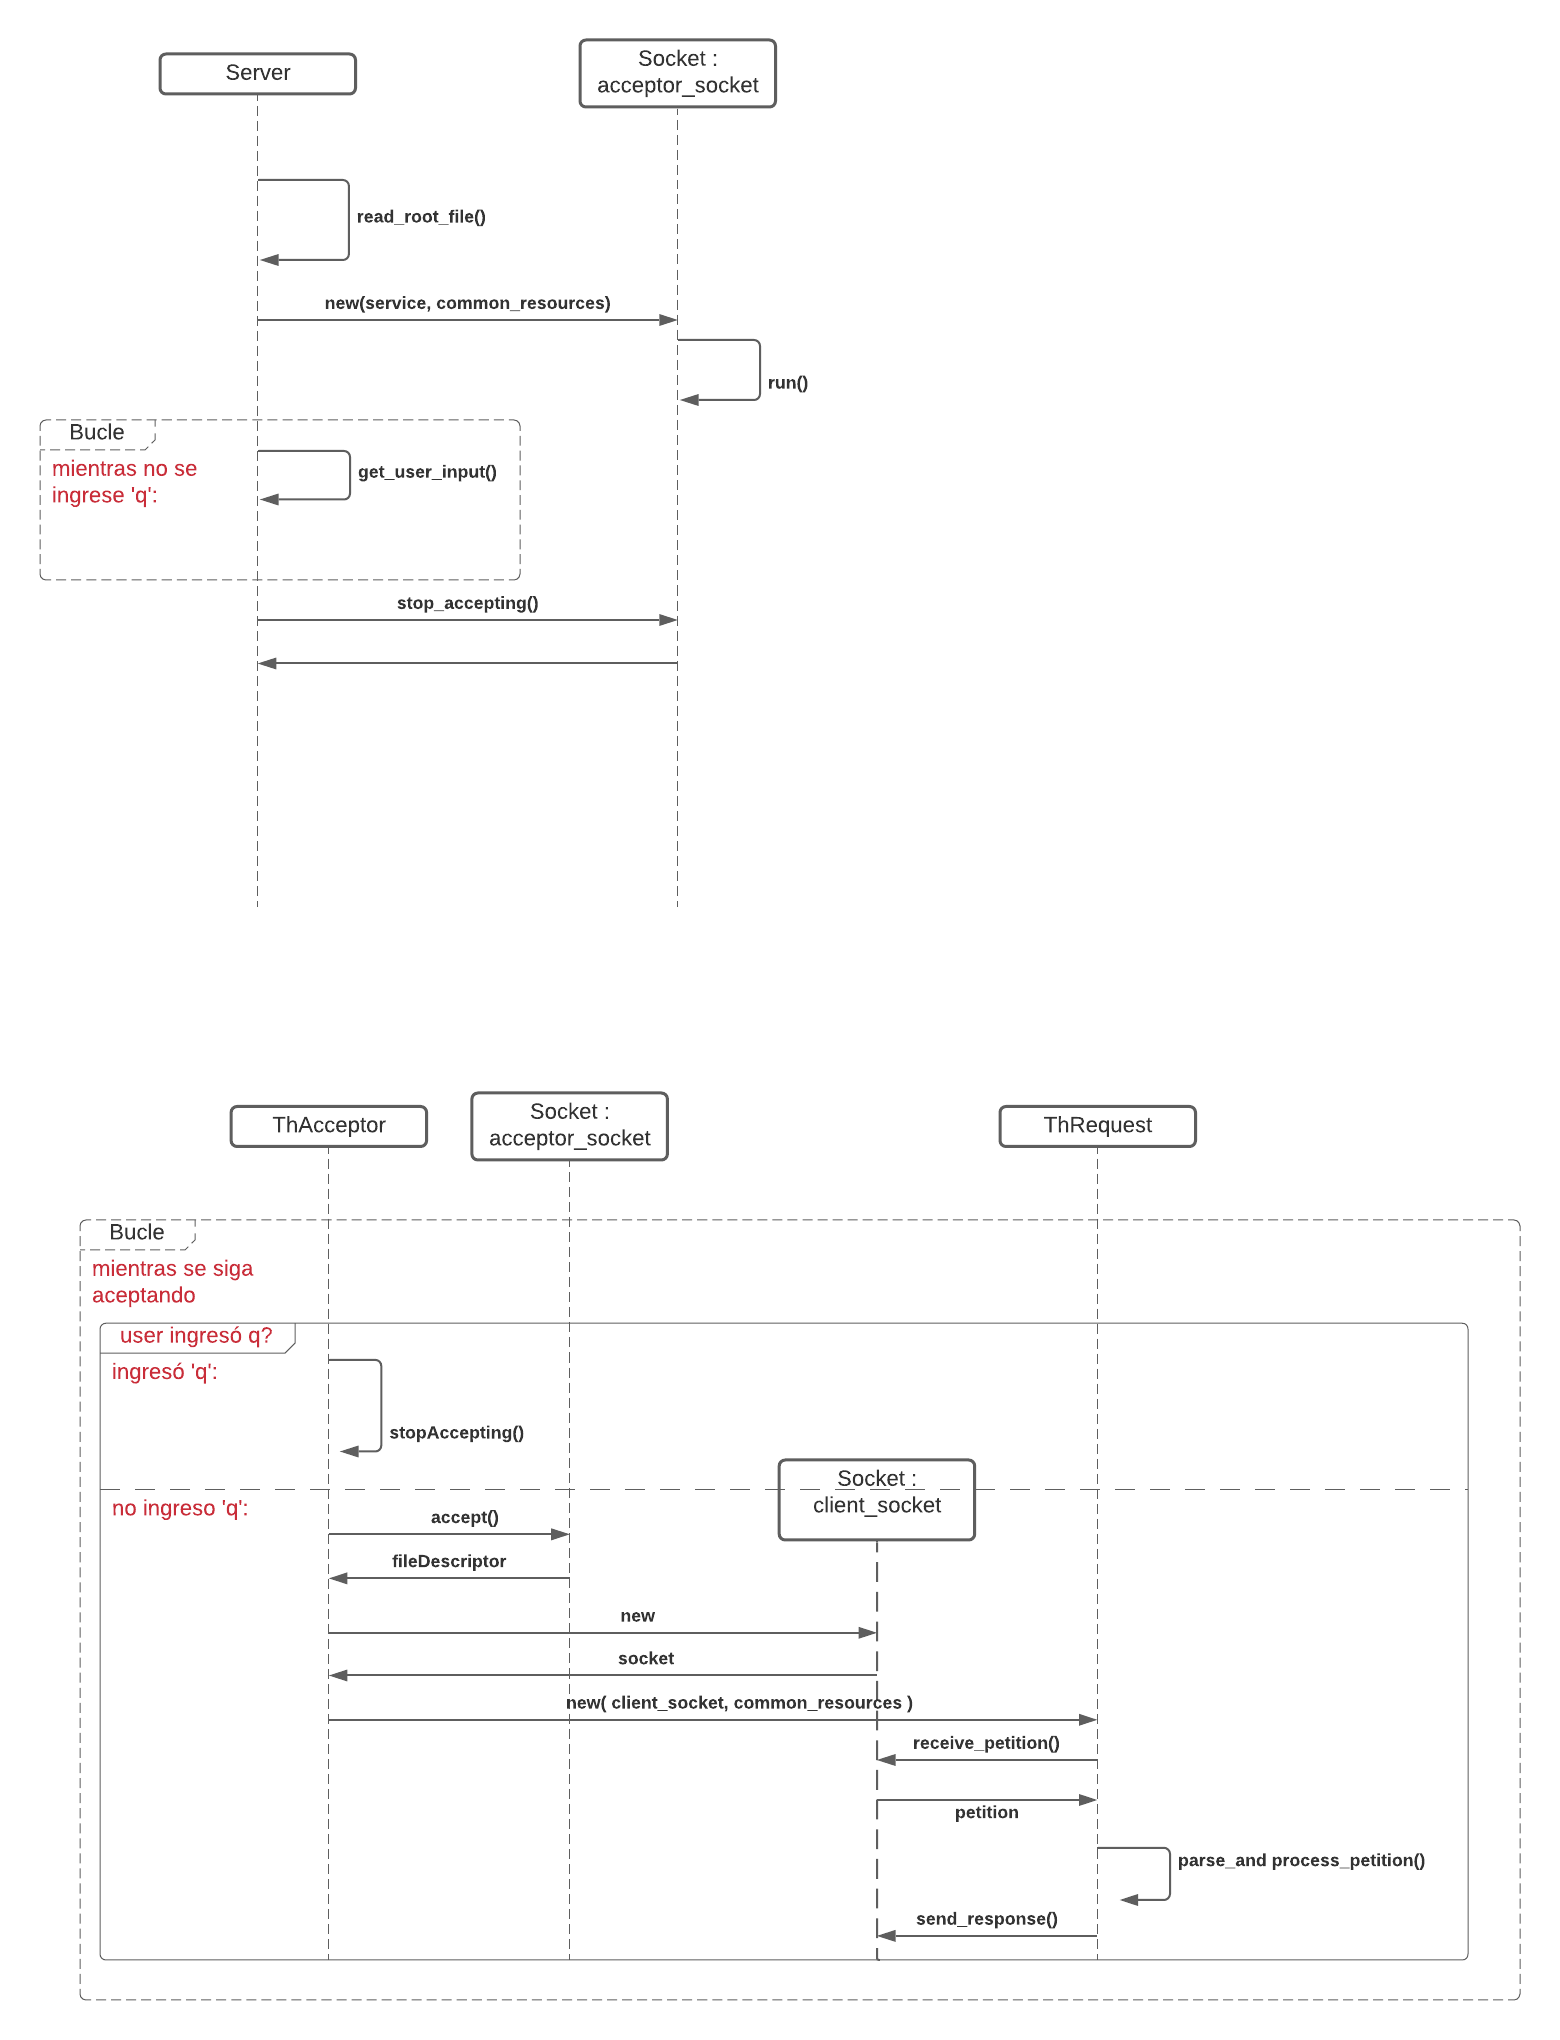 Server
Socket :
acceptor_socket
read_root_file()
new(service, common_resources)
run()
Bucle
mientras no se
ingrese 'q':
get_user_input()
stop_accepting()
ThAcceptor
Socket :
acceptor_socket
ThRequest
Bucle
mientras se siga
aceptando
user ingresó q?
ingresó 'q':
stopAccepting()
Socket :
client_socket
no ingreso 'q':
accept()
fileDescriptor
new
socket
new( client_socket, common_resources )
receive_petition()
petition
parse_and process_petition()
send_response()